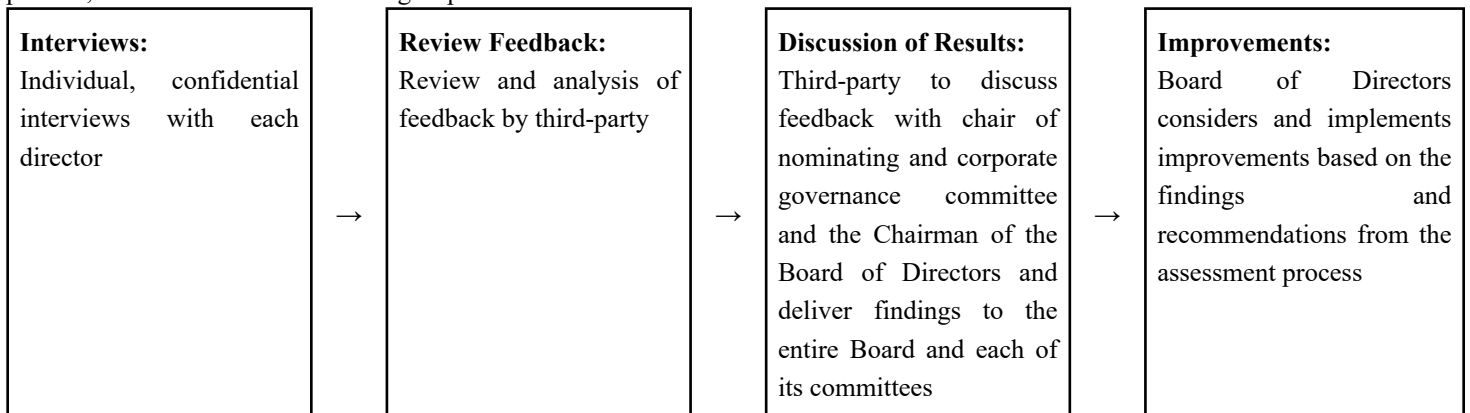 Interviews:
Individual, confidential
interviews with each
director
→
Review Feedback:
Review and analysis of
feedback by third-party
→
Discussion of Results:
Third-party to discuss
feedback with chair of
nominating and corporate
governance committee
and the Chairman of the
Board of Directors and
deliver findings to the
entire Board and each of
its committees
→
Improvements:
Board of Directors
considers and implements
improvements based on the
findings and
recommendations from the
assessment process